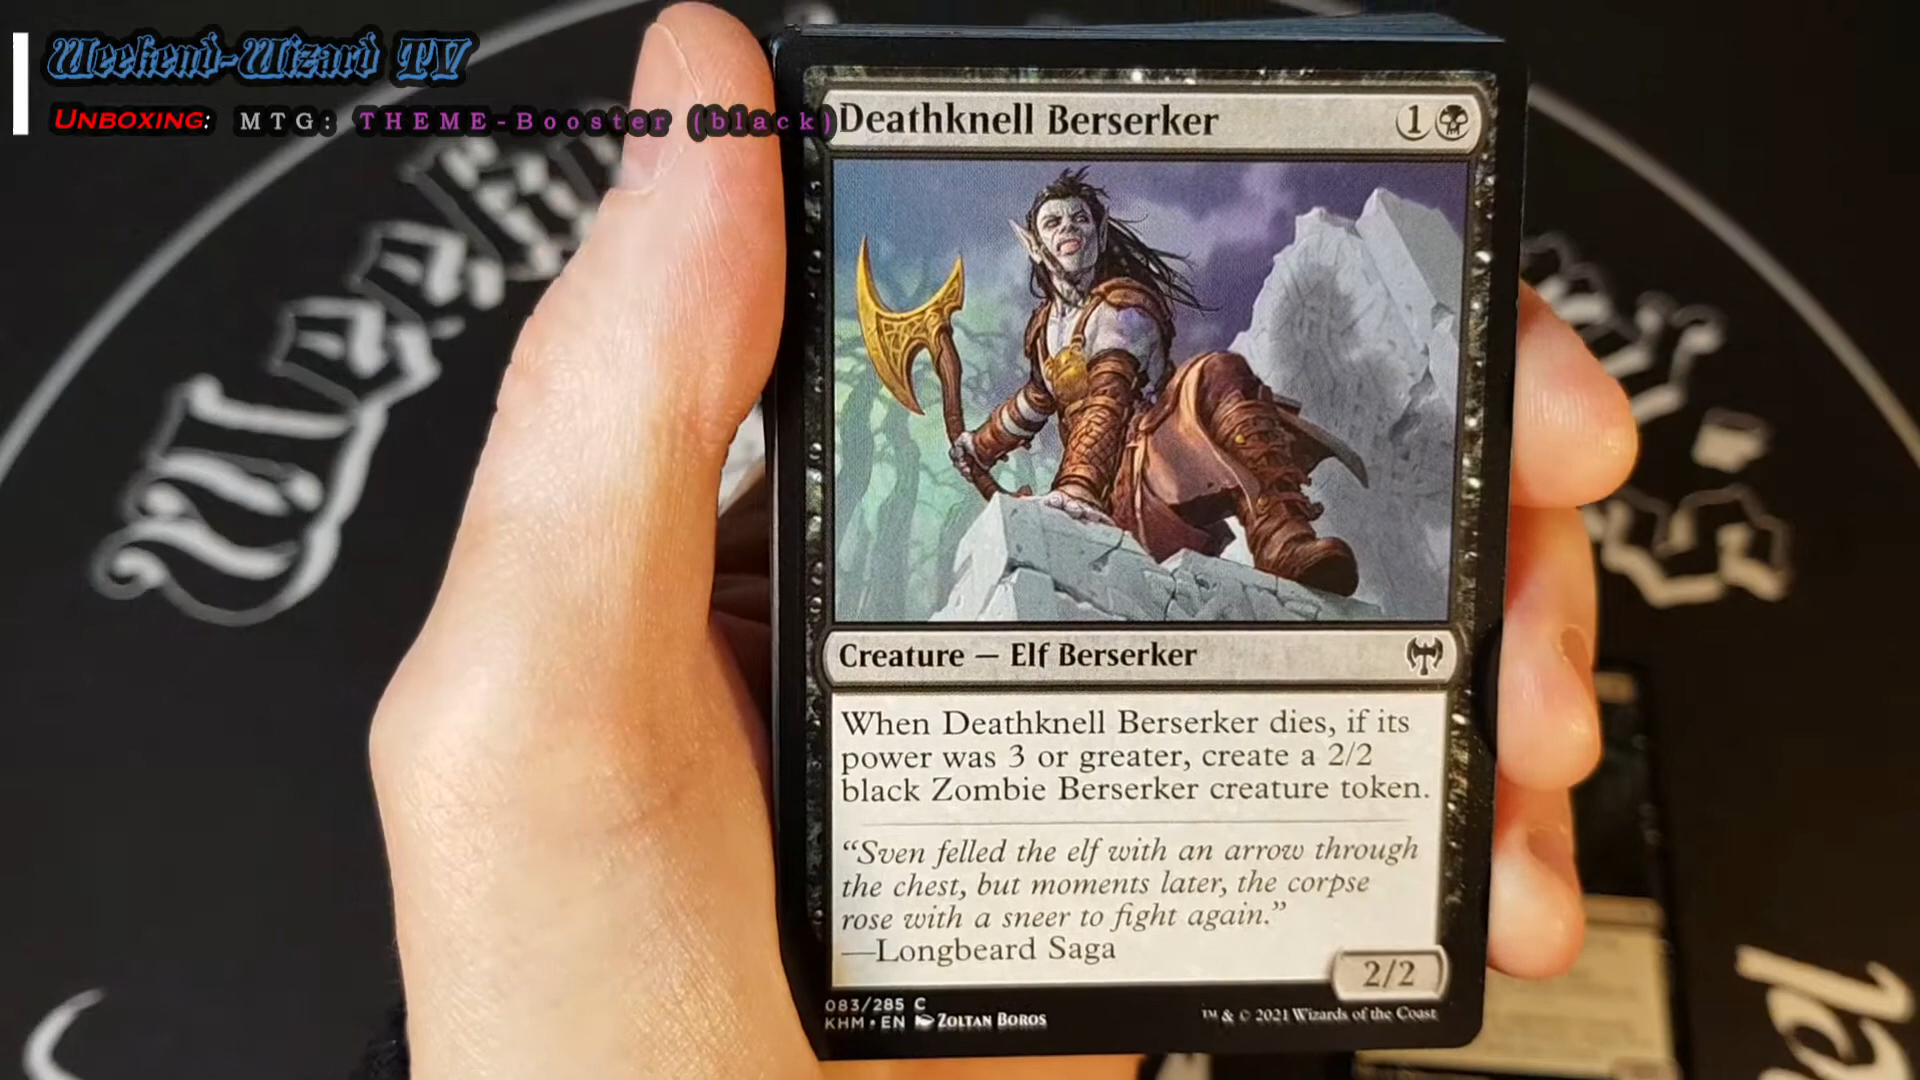 Weekend-Wizard TV
UNBOXING: MTG: THEME-Booster (black)
Deathknell Berserker 1
Creature — Elf Berserker
When Deathknell Berserker dies, if its
power was 3 or greater, create a 2/2
black Zombie Berserker creature token.
“Sven felled the elf with an arrow through
the chest, but moments later, the corpse
rose with a sneer to fight again.”
—Longbeard Saga
2/2
083/285 C
KHM • EN ZOLTAN BOROS
™ & © 2021 Wizards of the Coast